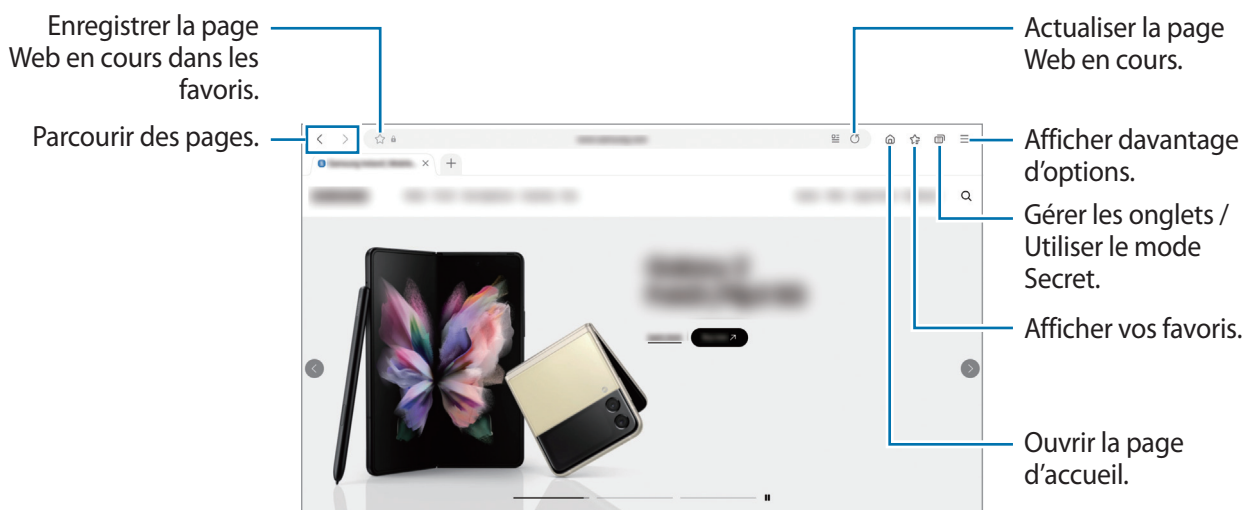 Enregistrer la page
Web en cours dans les
favoris.
Parcourir des pages.
Actualiser la page
Web en cours.
Afficher davantage
d'options.
Gérer les onglets /
Utiliser le mode
Secret.
Afficher vos favoris.
Ouvrir la page
d'accueil.